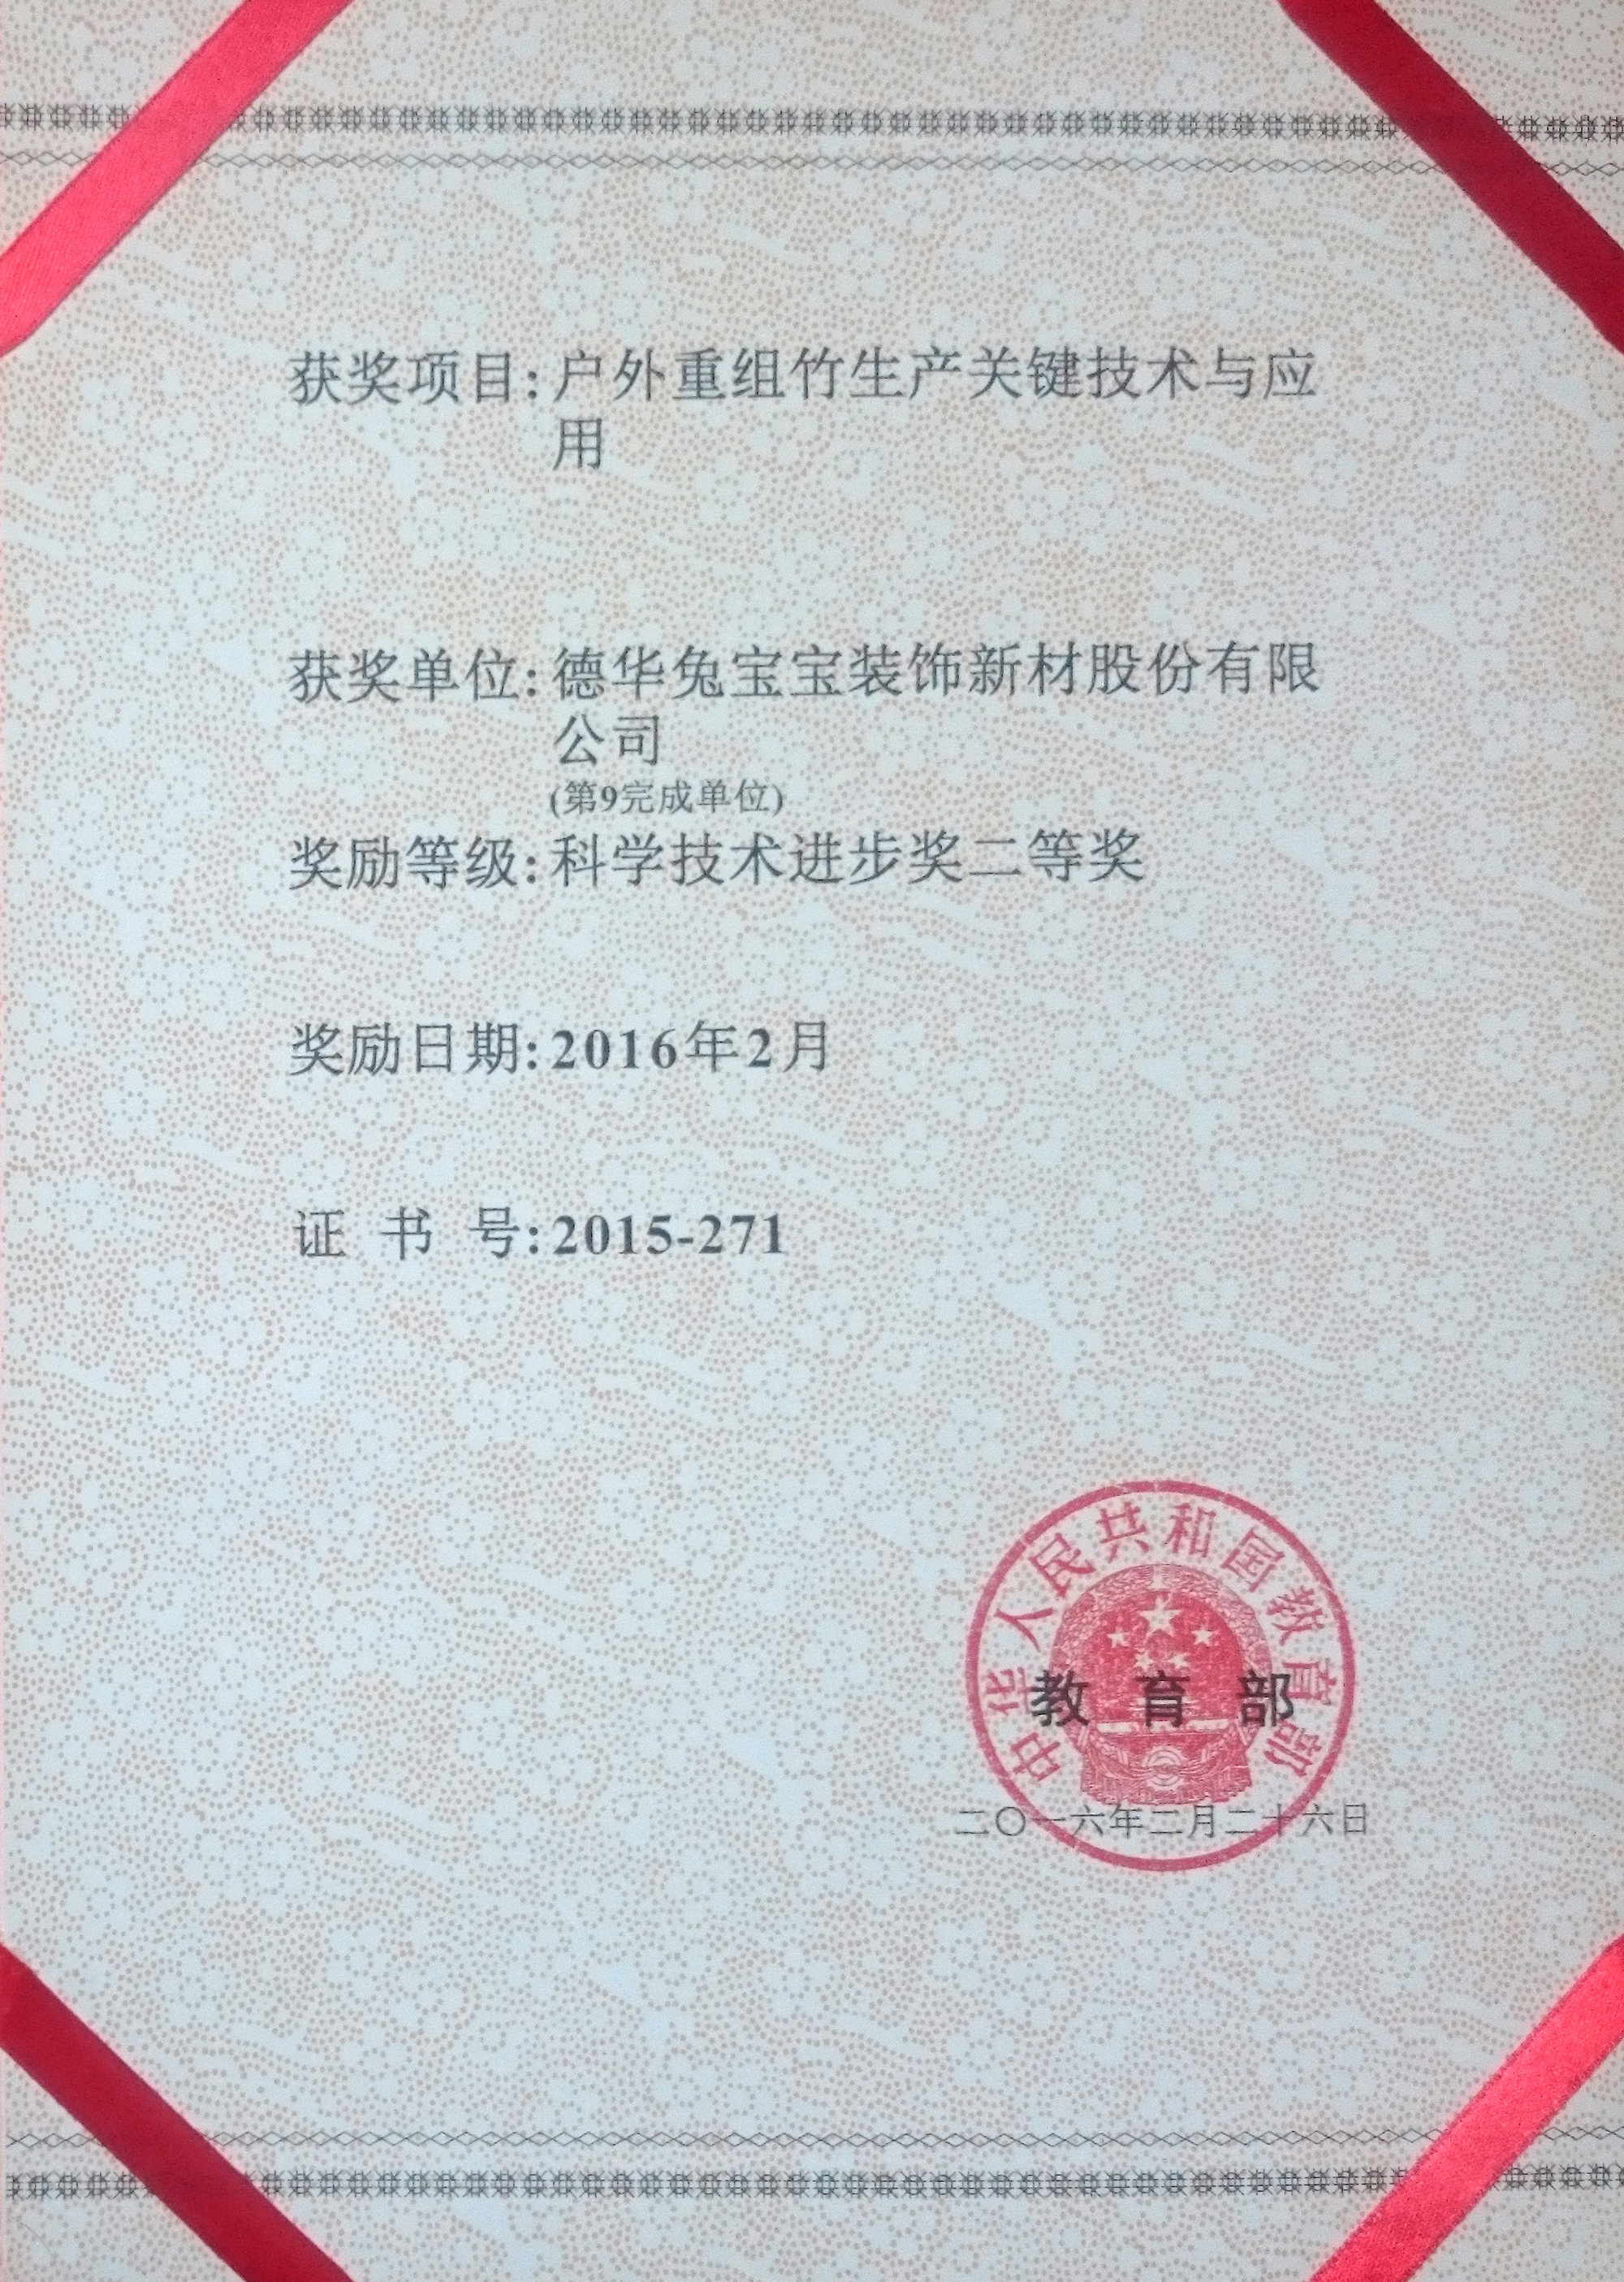 获奖项目:户外重组竹生产关键技术与应
用
获奖单位:德华兔宝宝装饰新材股份有限
公司
(第9完成单位)
奖励等级:科学技术进步奖二等奖
奖励日期:2016年2月
证 书 号:2015-271
中华人民共和国教育部
教 育 部
二〇一六年二月二十六日